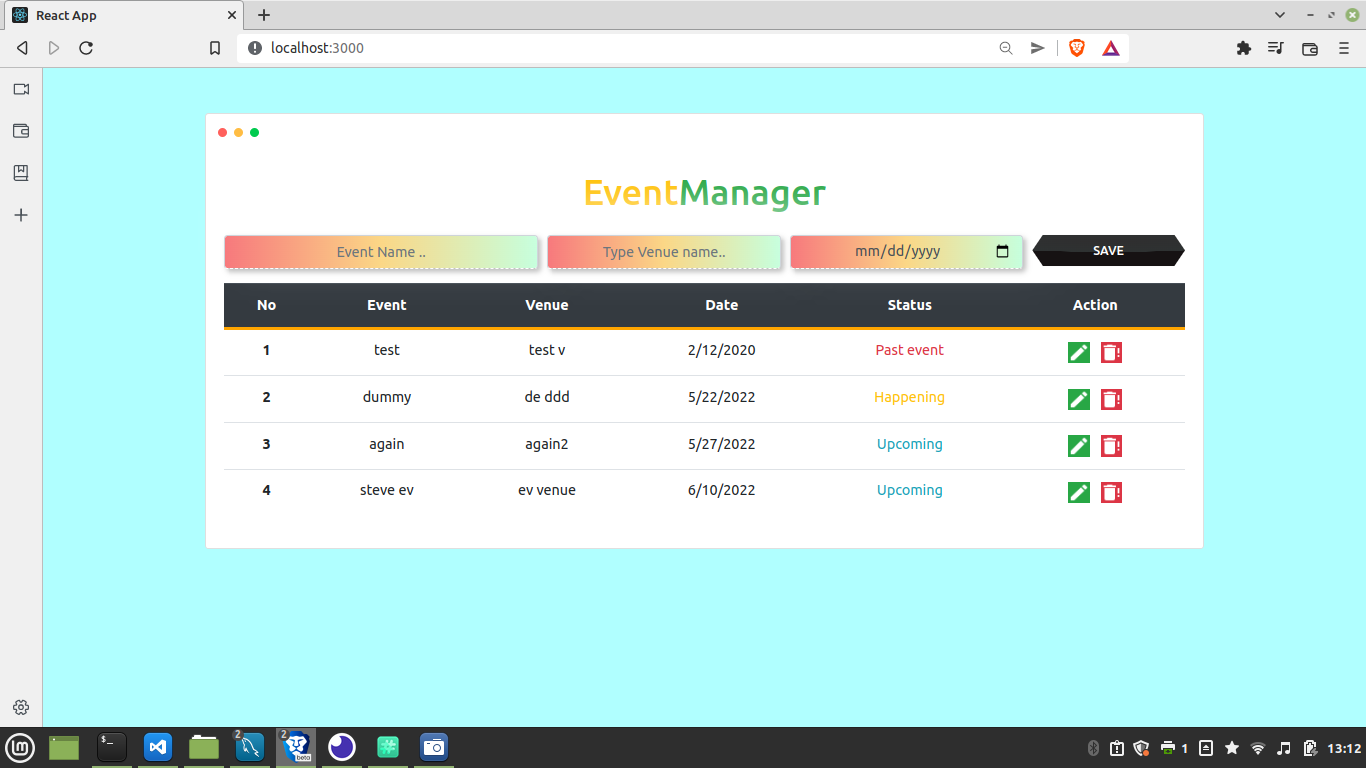 React App
localhost:3000
EventManager
Event Name ..
Type Venue name..
mm/dd/yyyy
SAVE
No Event Venue Date Status Action
1 test test v 2/12/2020 Past event
2 dummy de ddd 5/22/2022 Happening
3 again again2 5/27/2022 Upcoming
4 steve ev ev venue 6/10/2022 Upcoming
$_ 2 2 beta 1 13:12